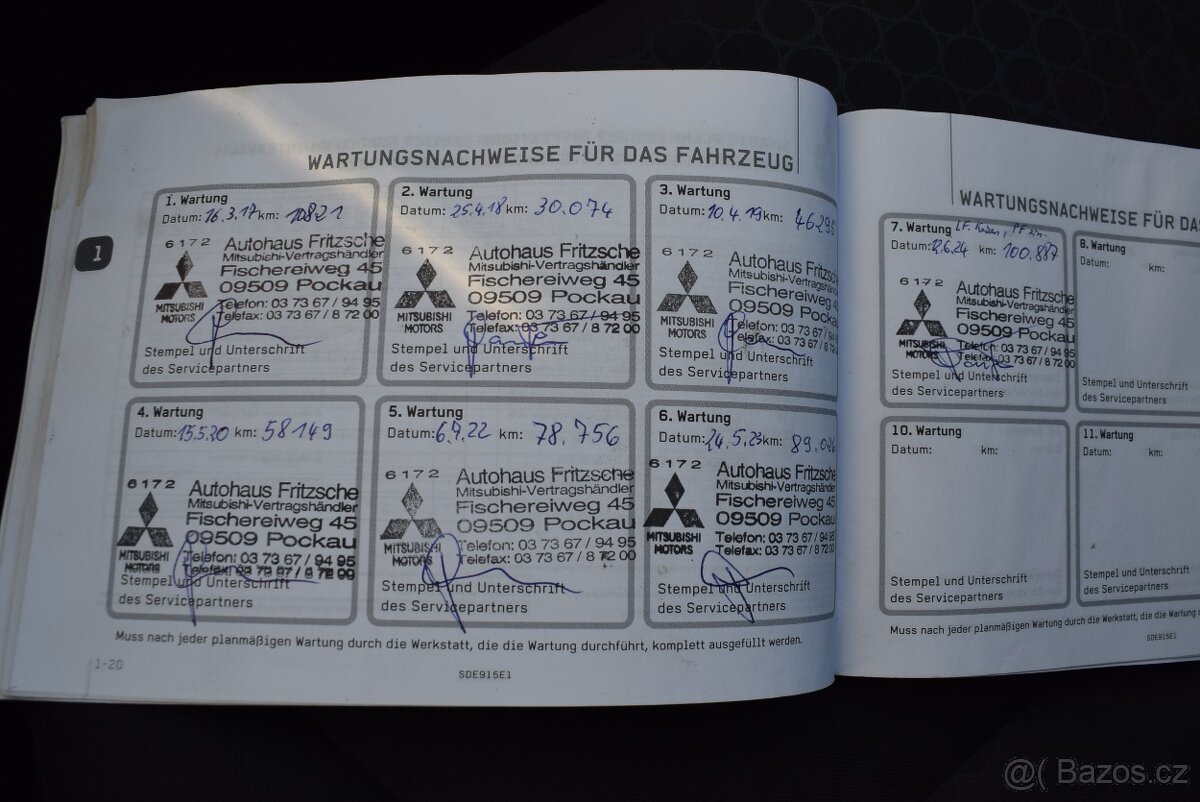 WARTUNGSNACHWEISE FÜR DAS FAHRZEUG
1
1. Wartung
Datum: 16.3.17 km: 10821
6172
Autohaus Fritzsche
Mitsubishi-Vertragshändler
Fischereiweg 45
09509 Pockau
Telefon: 03 73 67 / 94 95
Telefax: 03 73 67 / 8 72 00
MITSUBISHI
MOTORS
Stempel und Unterschrift
des Servicepartners
2. Wartung
Datum: 25.4.18 km: 30.074
6172
Autohaus Fritzsche
Mitsubishi-Vertragshändler
Fischereiweg 45
09509 Pockau
Telefon: 03 73 67 / 94 95
Telefax: 03 73 67 / 8 72 00
MITSUBISHI
MOTORS
Stempel und Unterschrift
des Servicepartners
3. Wartung
Datum: 10.4.19 km: 46295
6172
Autohaus Fritzsche
Mitsubishi-Vertragshändler
Fischereiweg 4
09509 Pockau
Telefon: 03 73 67 / 94
Telefax: 03 73 67 / 8 72
MITSUBISHI
MOTORS
Stempel und Unterschrift
des Servicepartners
4. Wartung
Datum: 15.5.20 km: 58149
6172
Autohaus Fritzsche
Mitsubishi-Vertragshändler
Fischereiweg 45
09509 Pockau
Telefon: 03 73 67 / 94 95
Telefax: 03 73 67 / 8 72 00
MITSUBISHI
MOTORS
Stempel und Unterschrift
des Servicepartners
5. Wartung
Datum: km: 78.756
6172
Autohaus Fritzsche
Mitsubishi-Vertragshändler
Fischereiweg 45
09509 Pockau
Telefon: 03 73 67 / 94 95
Telefax: 03 73 67 / 8 72 00
MITSUBISHI
MOTORS
Stempel und Unterschrift
des Servicepartners
6. Wartung
Datum: 24.5.23 km:
6172
Autohaus Fritzsche
Mitsubishi-Vertragshändler
Fischereiweg 45
09509 Pockau
Telefon: 03 73 67 / 94 95
Telefax: 03 73 67 / 8 72 00
MITSUBISHI
MOTORS
Stempel und Unterschrift
des Servicepartners
Muss nach jeder planmäßigen Wartung durch die Werkstatt, die die Wartung durchführt, komplett ausgefüllt werden.
1-20
SDE915E1
WARTUNGSNACHWEISE FÜR DAS
7. Wartung
Datum: 12.6.24 km: 100.887
6172
Autohaus Fritzsche
Mitsubishi-Vertragshändler
Fischereiweg 45
09509 Pockau
Telefon: 03 73 67 / 94 95
Telefax: 03 73 67 / 8 72 00
MITSUBISHI
MOTORS
Stempel und Unterschrift
des Servicepartners
8. Wartung
Datum: km:
Stempel und Unterschrift
des Servicepartners
10. Wartung
Datum: km:
Stempel und Unterschrift
des Servicepartners
11. Wartung
Datum: km:
Stempel und Unterschrift
des Servicepartners
Muss nach jeder planmäßigen Wartung durch die Werkstatt, die die Wartung
SDE915E1
@( Bazos.cz